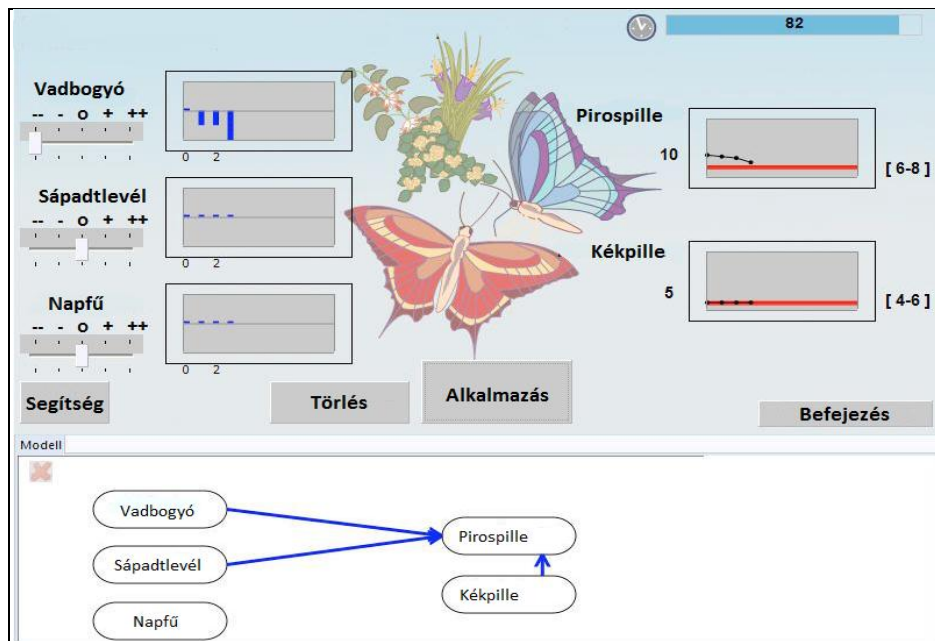 82
Vadbogyó
-- - o + ++
0 2
Pirospille
10
[ 6-8 ]
Sápadtlevél
-- - o + ++
0 2
Kékpille
5
[ 4-6 ]
Napfű
-- - o + ++
0 2
Segítség
Törlés
Alkalmazás
Befejezés
Modell
Vadbogyó
Pirospille
Sápadtlevél
Kékpille
Napfű